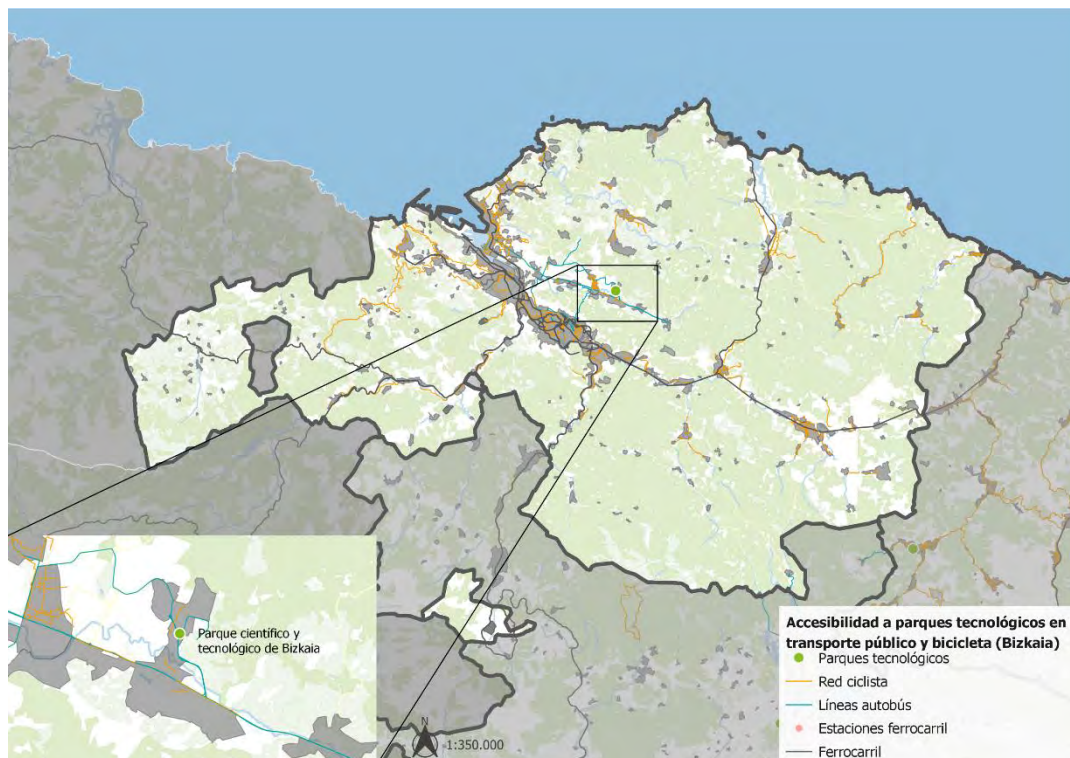 Parque científico y
tecnológico de Bizkaia
N
1:350.000
Accesibilidad a parques tecnológicos en
transporte público y bicicleta (Bizkaia)
Parques tecnológicos
Red ciclista
Líneas autobús
Estaciones ferrocarril
Ferrocarril